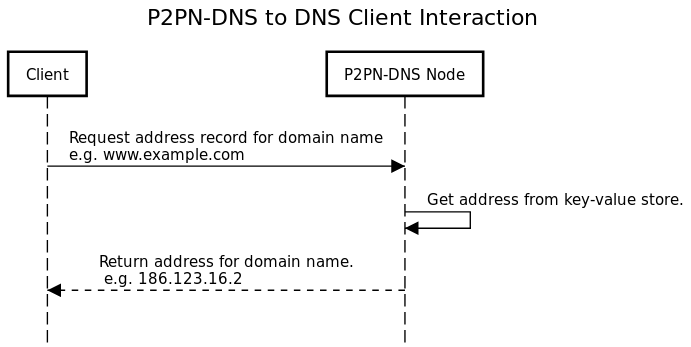 P2PN-DNS to DNS Client Interaction
Client
P2PN-DNS Node
Request address record for domain name
e.g. www.example.com
Get address from key-value store.
Return address for domain name.
e.g. 186.123.16.2